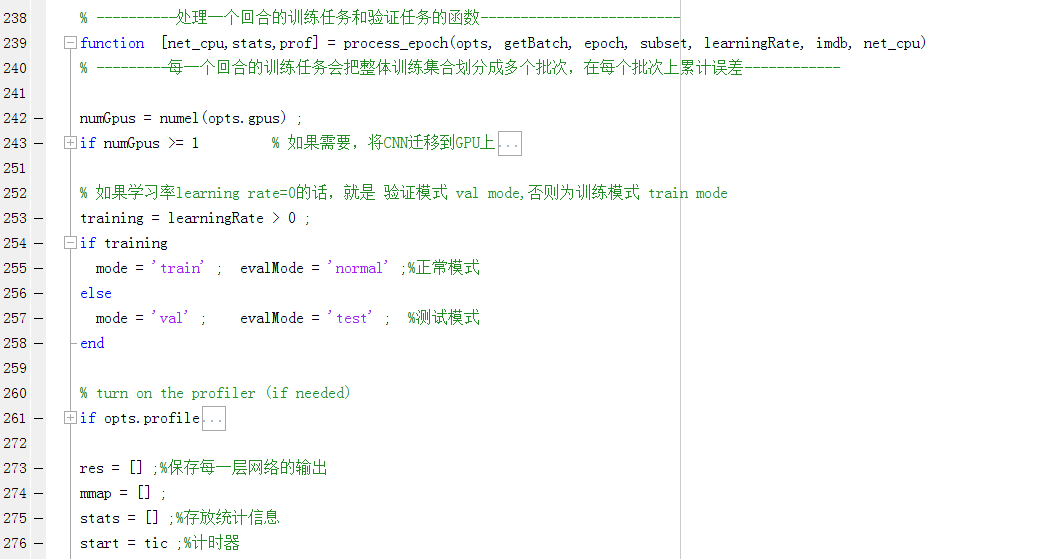 238 % ----------处理一个回合的训练任务和验证任务的函数-------------------------
239 function [net_cpu,stats,prof] = process_epoch(opts, getBatch, epoch, subset, learningRate, imdb, net_cpu)
240 % ---------每一个回合的训练任务会把整体训练集合划分成多个批次，在每个批次上累计误差------------
241
242 - numGpus = numel(opts.gpus) ;
243 - if numGpus >= 1 % 如果需要，将CNN迁移到GPU上...
251
252 % 如果学习率learning rate=0的话，就是 验证模式 val mode,否则为训练模式 train mode
253 - training = learningRate > 0 ;
254 - if training
255 - mode = 'train' ; evalMode = 'normal' ;%正常模式
256 - else
257 - mode = 'val' ; evalMode = 'test' ; %测试模式
258 - end
259
260 % turn on the profiler (if needed)
261 - if opts.profile...
272
273 - res = [] ;%保存每一层网络的输出
274 - mmap = [] ;
275 - stats = [] ;%存放统计信息
276 - start = tic ;%计时器